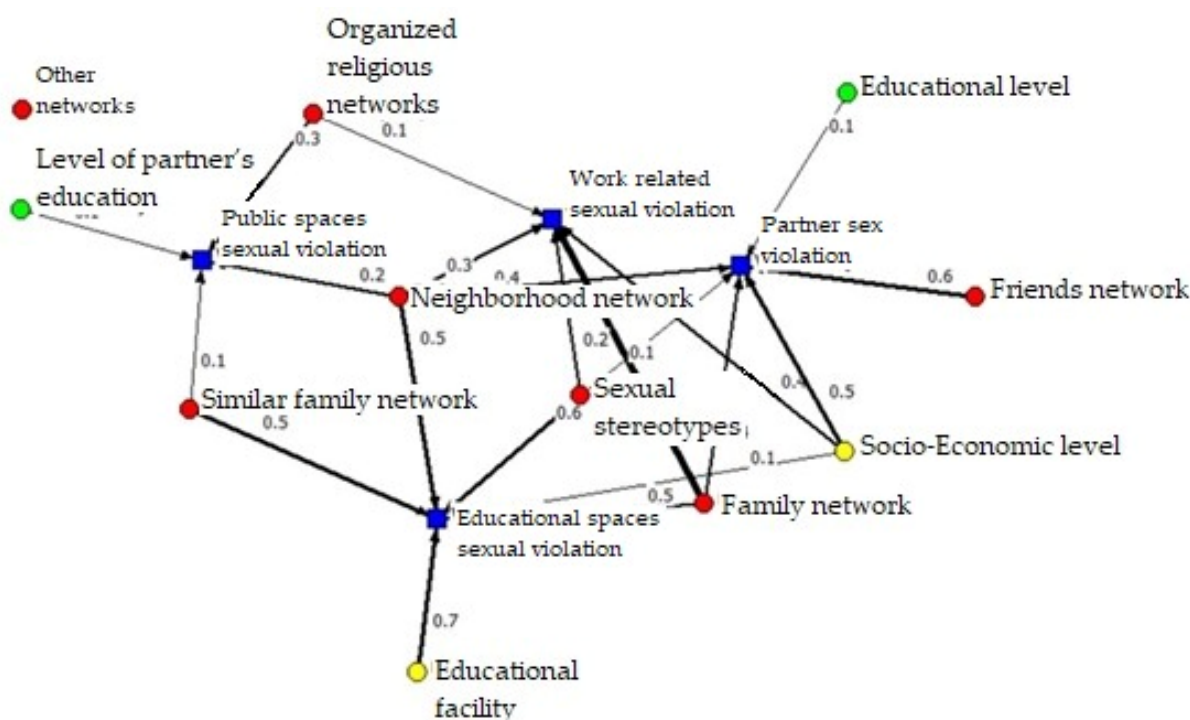 Organized
religious
networks
Other
networks
Educational level
0.1
0.3
0.1
Level of partner's
education
Work related
sexual violation
Public spaces
sexual violation
Partner sex
violation
0.2
0.3
0.4
0.6
Neighborhood network
Friends network
0.5
0.2
0.1
0.1
Similar family network
0.5
Sexual
stereotypes
0.6
0.4
0.5
Socio-Economic level
0.1
0.5
Family network
Educational spaces
sexual violation
0.7
Educational
facility